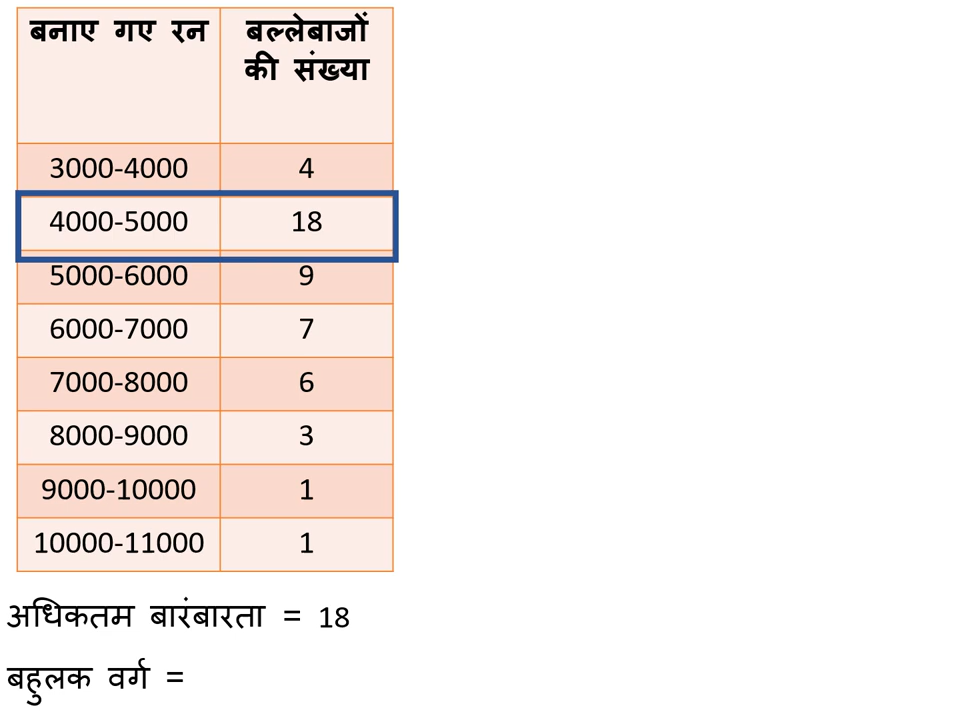 बनाए गए रन बल्लेबाजों
की संख्या
3000-4000 4
4000-5000 18
5000-6000 9
6000-7000 7
7000-8000 6
8000-9000 3
9000-10000 1
10000-11000 1
अधिकतम बारंबारता = 18
बहुलक वर्ग =